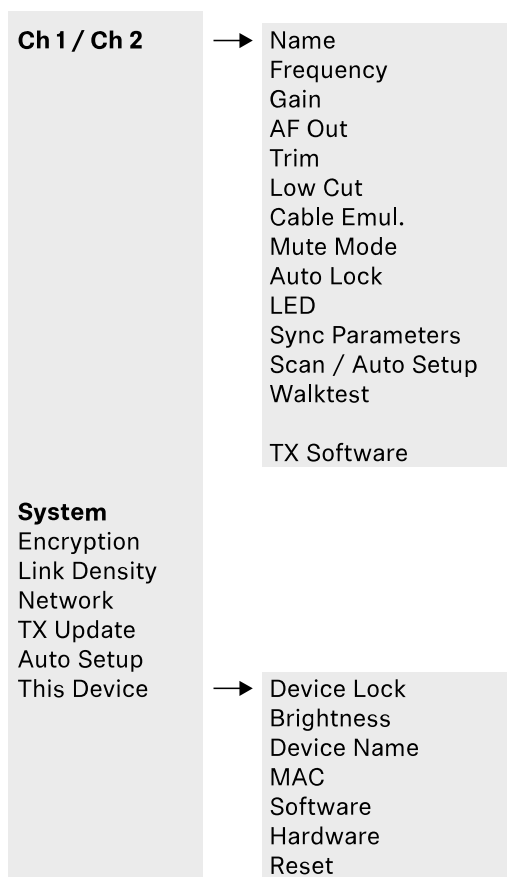 Ch 1 / Ch 2
Name
Frequency
Gain
AF Out
Trim
Low Cut
Cable Emul.
Mute Mode
Auto Lock
LED
Sync Parameters
Scan / Auto Setup
Walktest
TX Software
System
Encryption
Link Density
Network
TX Update
Auto Setup
This Device
Device Lock
Brightness
Device Name
MAC
Software
Hardware
Reset